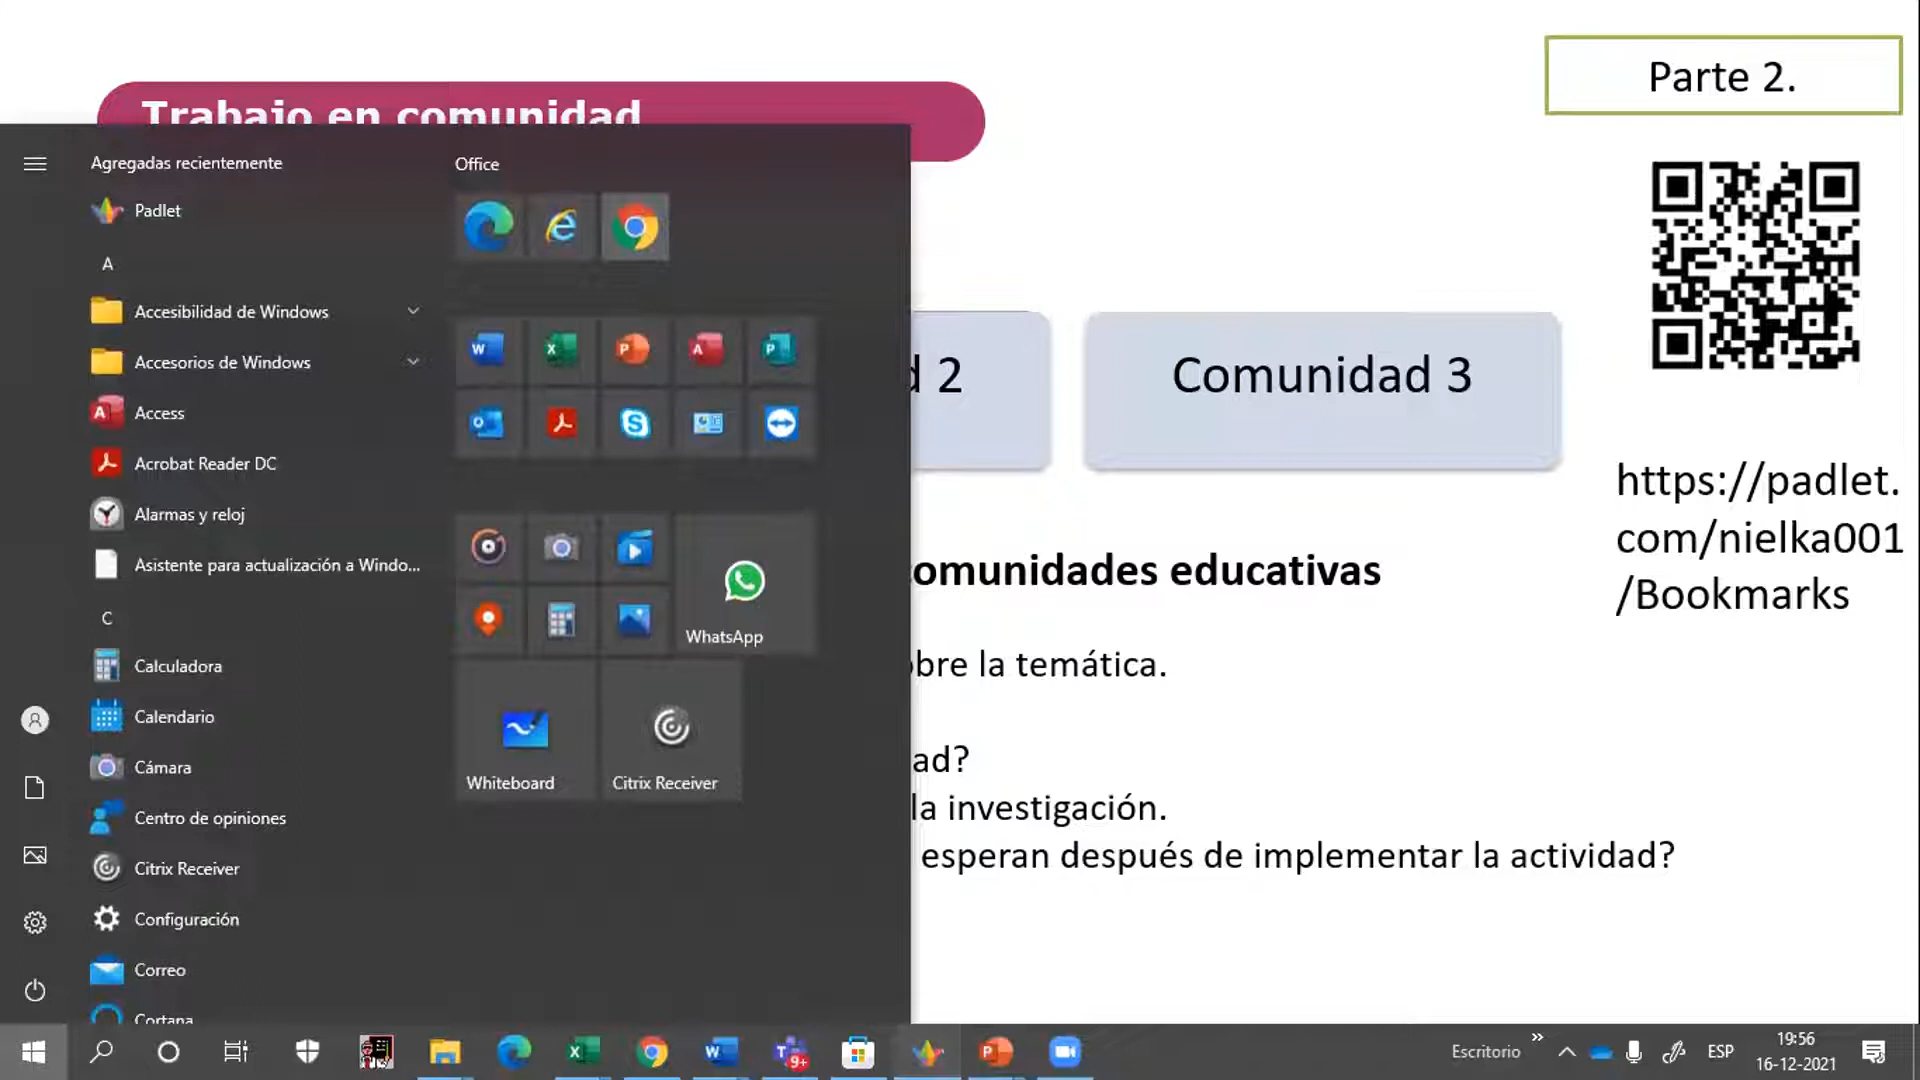 Parte 2.
Trabajo en comunidad
Agregadas recientemente
Padlet
A
Accesibilidad de Windows
Accesorios de Windows
Access
Acrobat Reader DC
Alarmas y reloj
Asistente para actualización a Windo...
C
Calculadora
Calendario
Cámara
Centro de opiniones
Citrix Receiver
Configuración
Correo
Cortana
Office
WhatsApp
Whiteboard
Citrix Receiver
d 2
Comunidad 3
https://padlet.
com/nielka001
/Bookmarks
comunidades educativas
obre la temática.
ad?
la investigación.
esperan después de implementar la actividad?
9+
Escritorio
ESP
19:56
16-12-2021